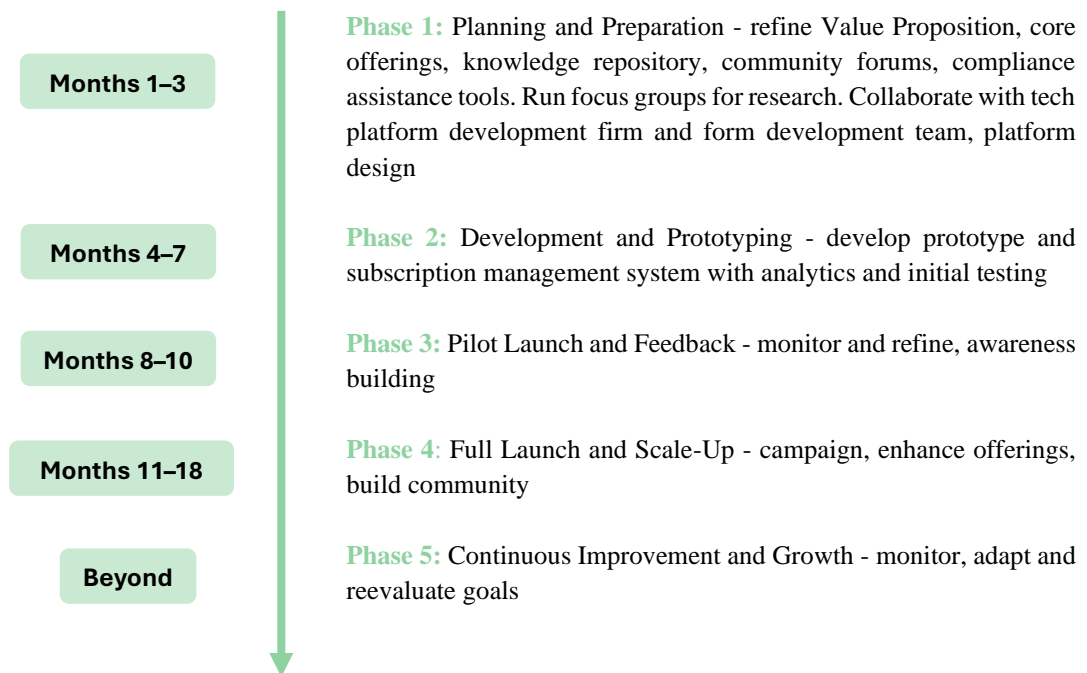 Months 1–3
Phase 1: Planning and Preparation - refine Value Proposition, core
offerings, knowledge repository, community forums, compliance
assistance tools. Run focus groups for research. Collaborate with tech
platform development firm and form development team, platform
design
Months 4–7
Phase 2: Development and Prototyping - develop prototype and
subscription management system with analytics and initial testing
Months 8–10
Phase 3: Pilot Launch and Feedback - monitor and refine, awareness
building
Months 11–18
Phase 4: Full Launch and Scale-Up - campaign, enhance offerings,
build community
Beyond
Phase 5: Continuous Improvement and Growth - monitor, adapt and
reevaluate goals